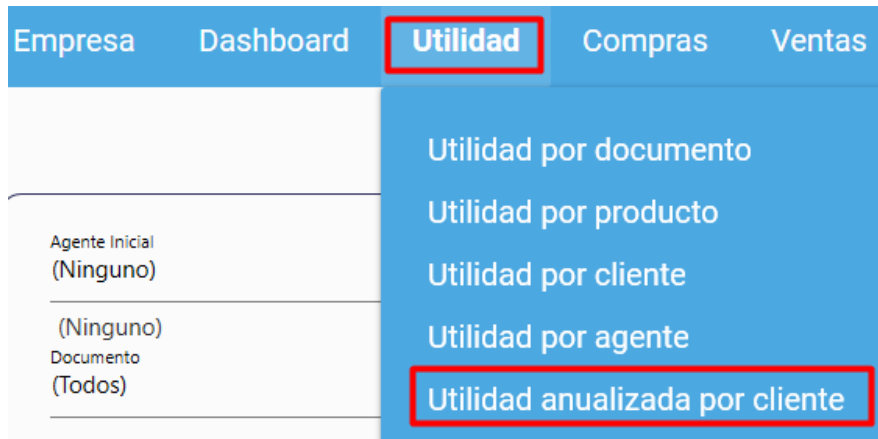 Empresa Dashboard Utilidad Compras Ventas
Utilidad por documento
Utilidad por producto
Utilidad por cliente
Utilidad por agente
Utilidad anualizada por cliente
Agente Inicial
(Ninguno)
(Ninguno)
Documento
(Todos)